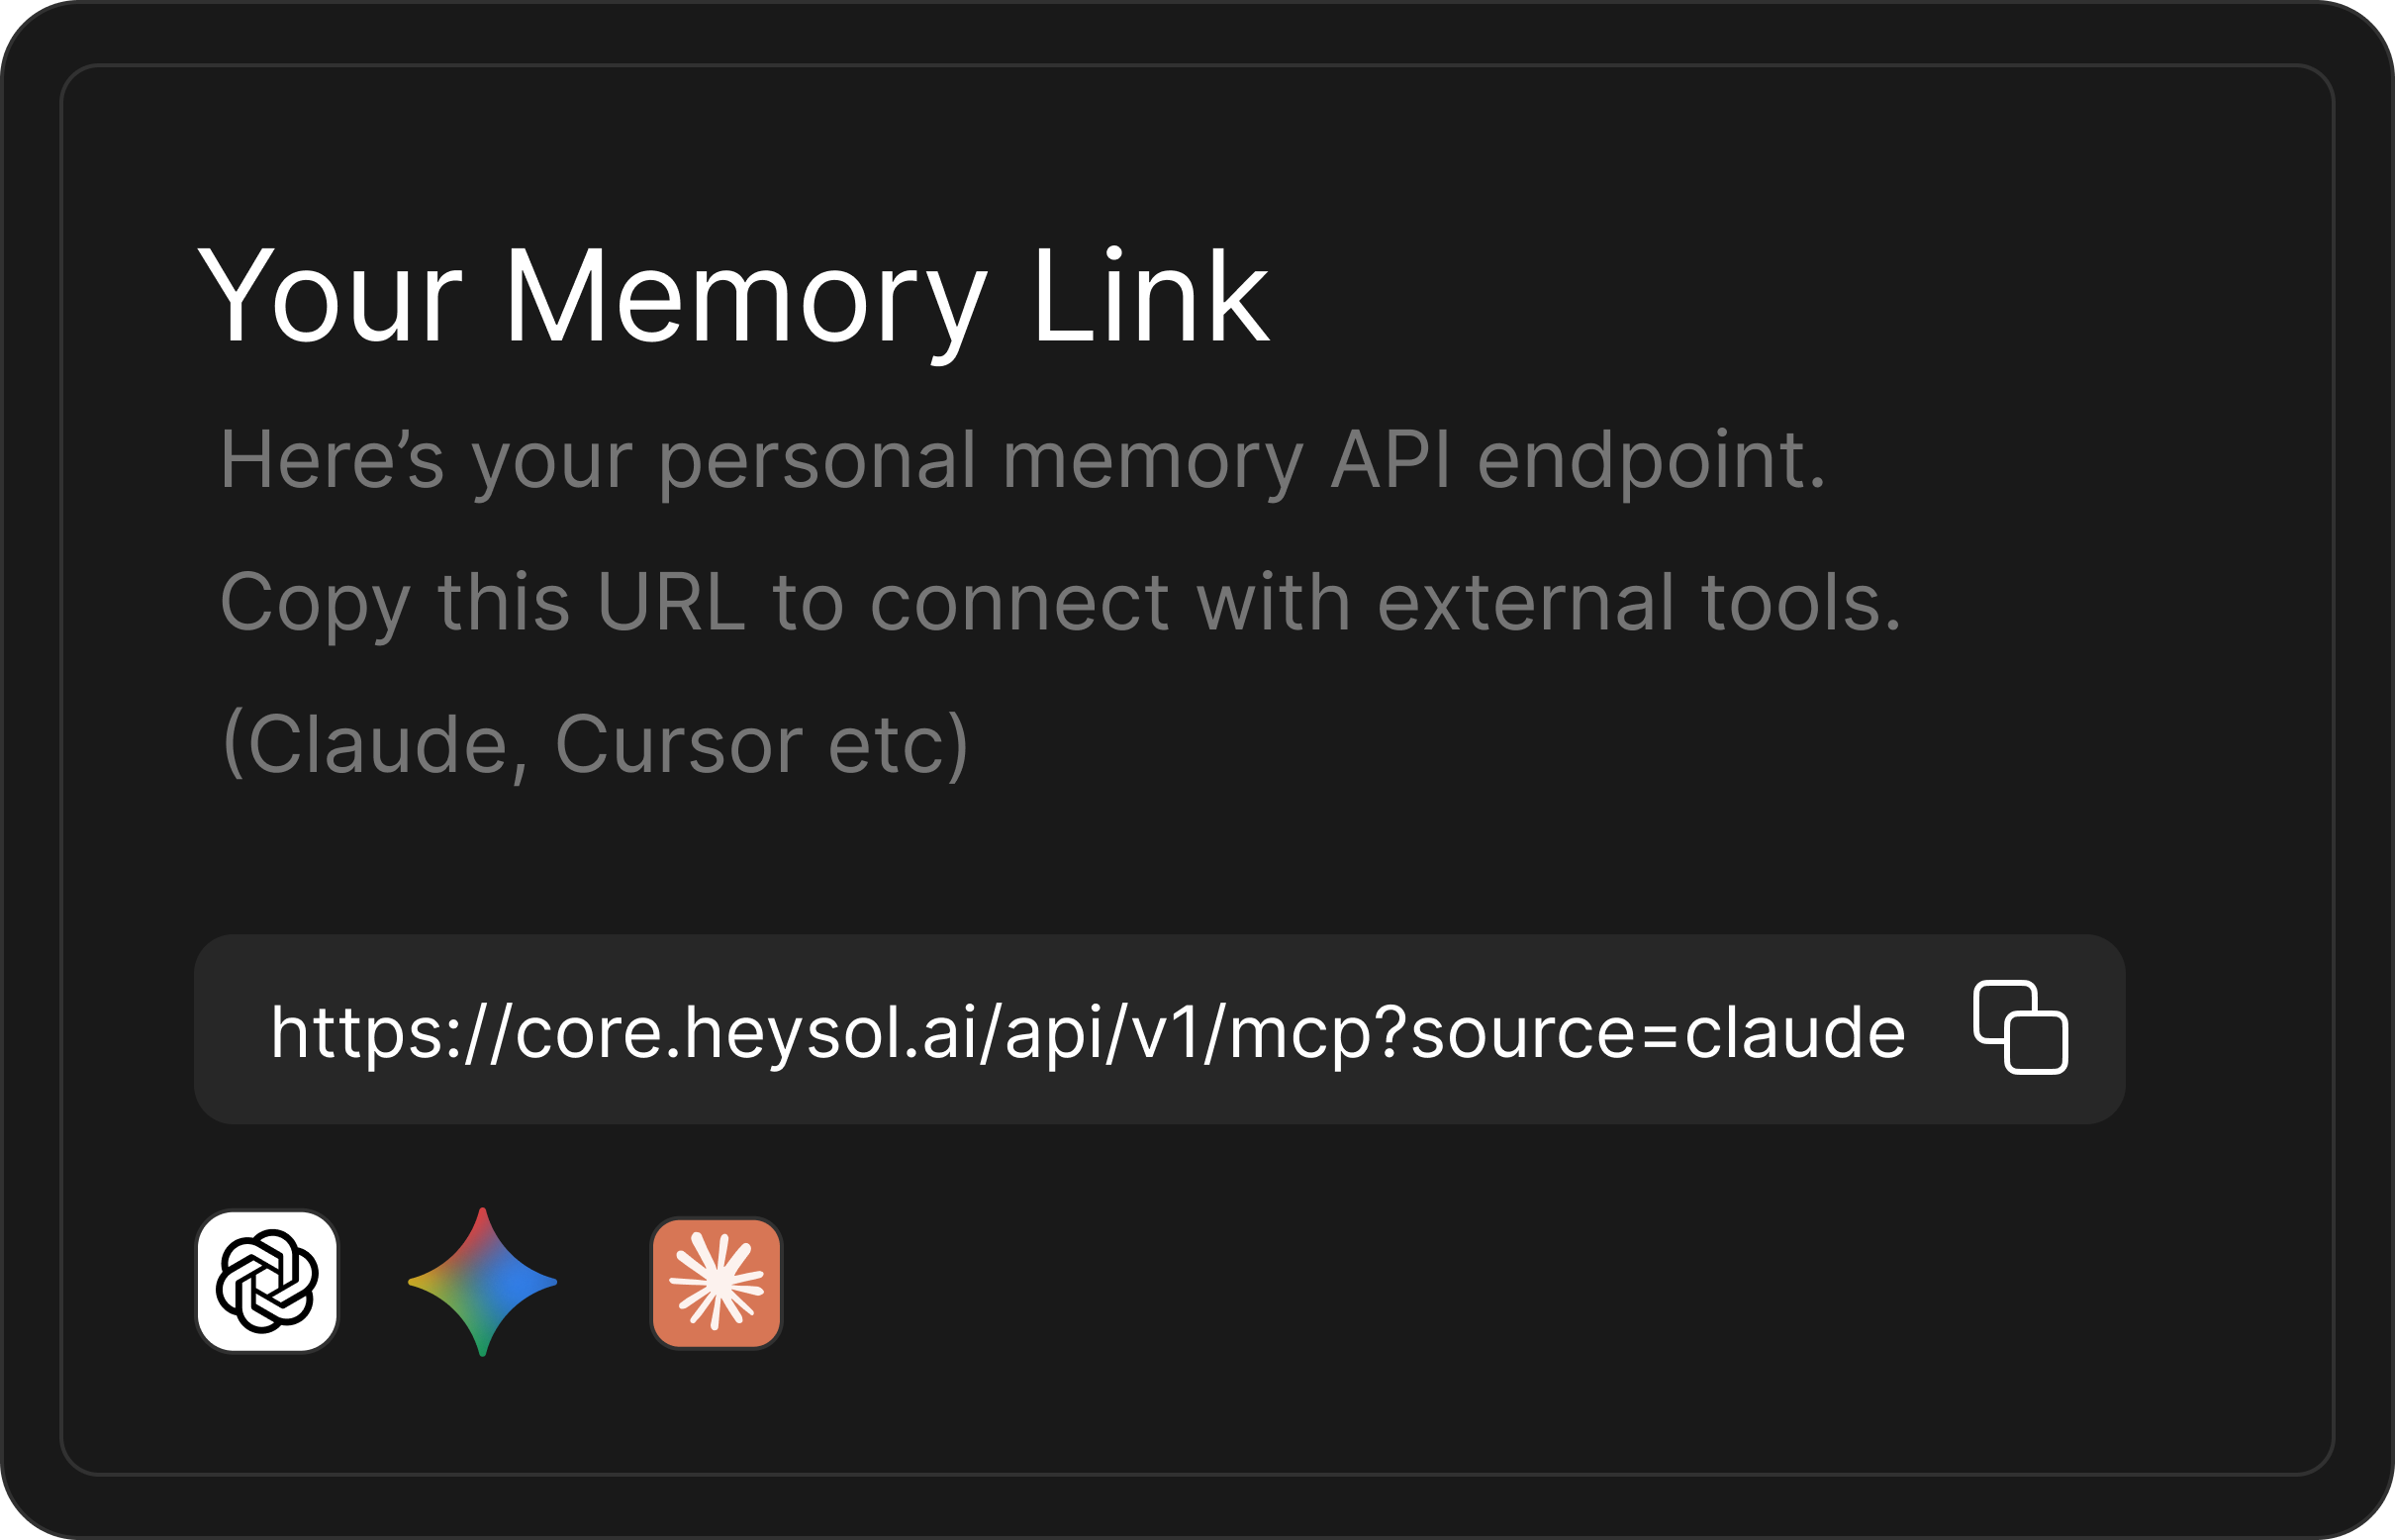 Your Memory Link
Here’s your personal memory API endpoint.
Copy this URL to connect with external tools.
(Claude, Cursor etc)
https://core.heysol.ai/api/v1/mcp?source=claude